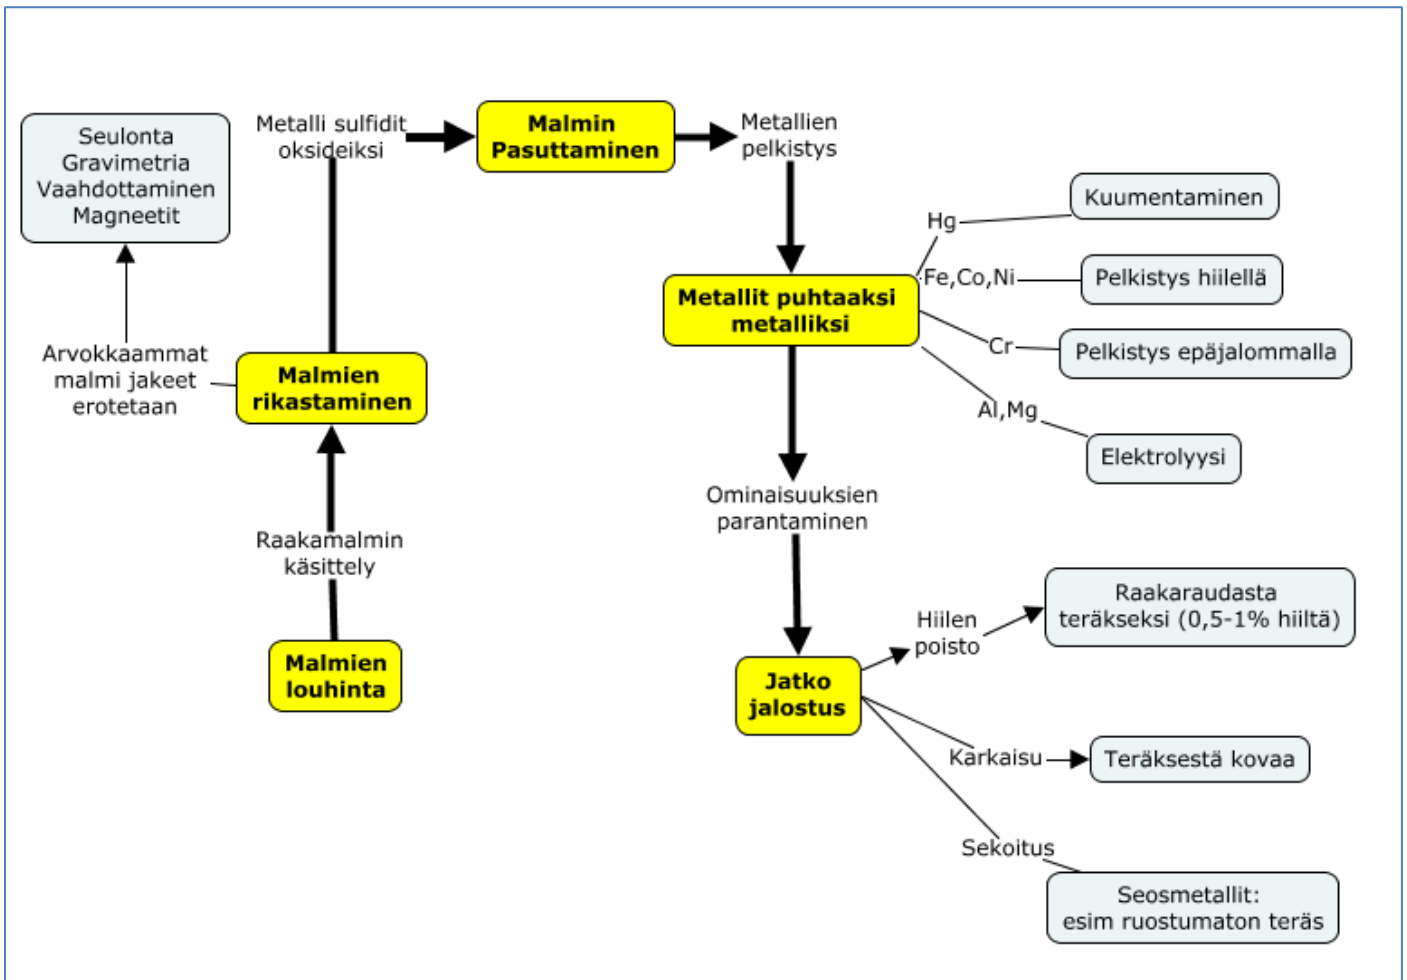 Seulonta
Gravimetria
Vaahdottaminen
Magneetit
Metalli sulfidit
oksideiksi
Malmin
Pasuttaminen
Metallien
pelkistys
Kuumentaminen
Hg
Fe,Co,Ni
Pelkistys hiilellä
Metallit puhtaaksi
metalliksi
Cr
Pelkistys epäjalommalla
Al,Mg
Elektrolyysi
Arvokkaammat
malmi jakeet
erotetaan
Malmien
rikastaminen
Ominaisuuksien
parantaminen
Raakamalmin
käsittely
Malmien
louhinta
Hiilen
poisto
Raakaraudasta
teräkseksi (0,5-1% hiiltä)
Jatko
jalostus
Karkaisu
Teräksestä kovaa
Sekoitus
Seosmetallit:
esim ruostumaton teräs